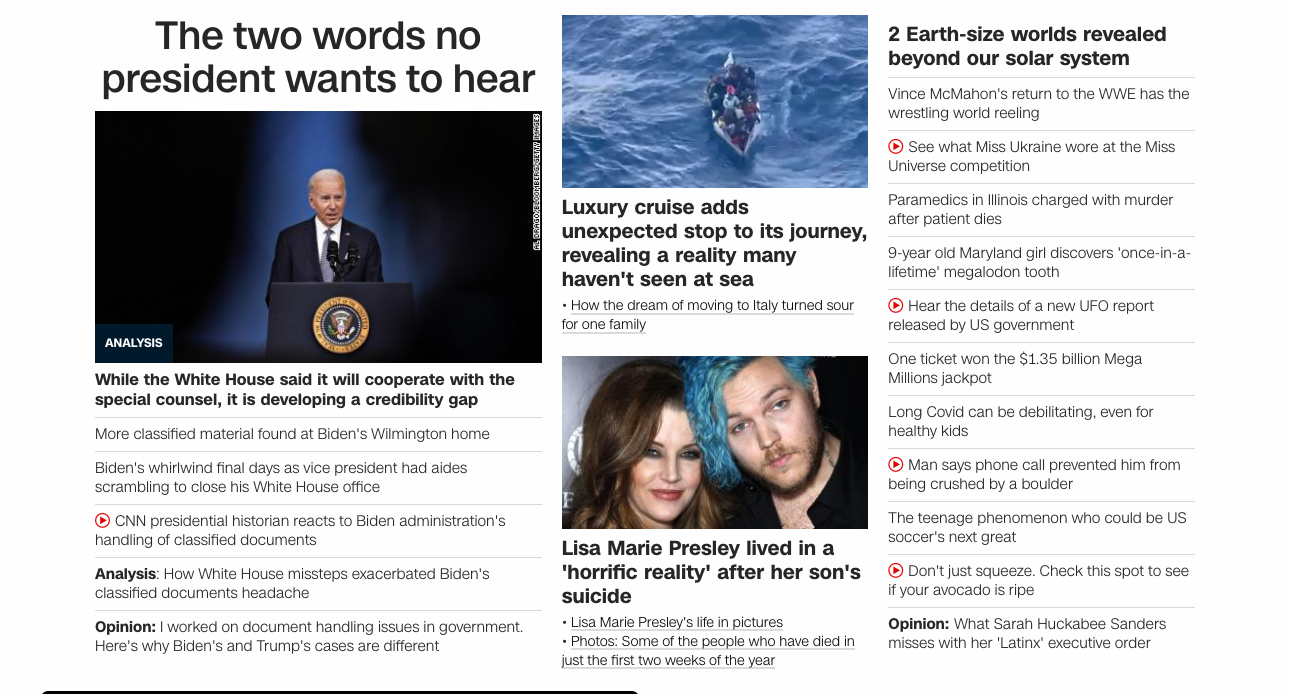 The two words no
president wants to hear
AL DRAGO/BLOOMBERG/GETTY IMAGES
ANALYSIS
While the White House said it will cooperate with the
special counsel, it is developing a credibility gap
More classified material found at Biden's Wilmington home
Biden's whirlwind final days as vice president had aides
scrambling to close his White House office
CNN presidential historian reacts to Biden administration's
handling of classified documents
Analysis: How White House missteps exacerbated Biden's
classified documents headache
Opinion: I worked on document handling issues in government.
Here's why Biden's and Trump's cases are different
Luxury cruise adds
unexpected stop to its journey,
revealing a reality many
haven't seen at sea
• How the dream of moving to Italy turned sour
for one family
Lisa Marie Presley lived in a
'horrific reality' after her son's
suicide
• Lisa Marie Presley's life in pictures
• Photos: Some of the people who have died in
just the first two weeks of the year
2 Earth-size worlds revealed
beyond our solar system
Vince McMahon's return to the WWE has the
wrestling world reeling
See what Miss Ukraine wore at the Miss
Universe competition
Paramedics in Illinois charged with murder
after patient dies
9-year old Maryland girl discovers 'once-in-a-
lifetime' megalodon tooth
Hear the details of a new UFO report
released by US government
One ticket won the $1.35 billion Mega
Millions jackpot
Long Covid can be debilitating, even for
healthy kids
Man says phone call prevented him from
being crushed by a boulder
The teenage phenomenon who could be US
soccer's next great
Don't just squeeze. Check this spot to see
if your avocado is ripe
Opinion: What Sarah Huckabee Sanders
misses with her 'Latinx' executive order